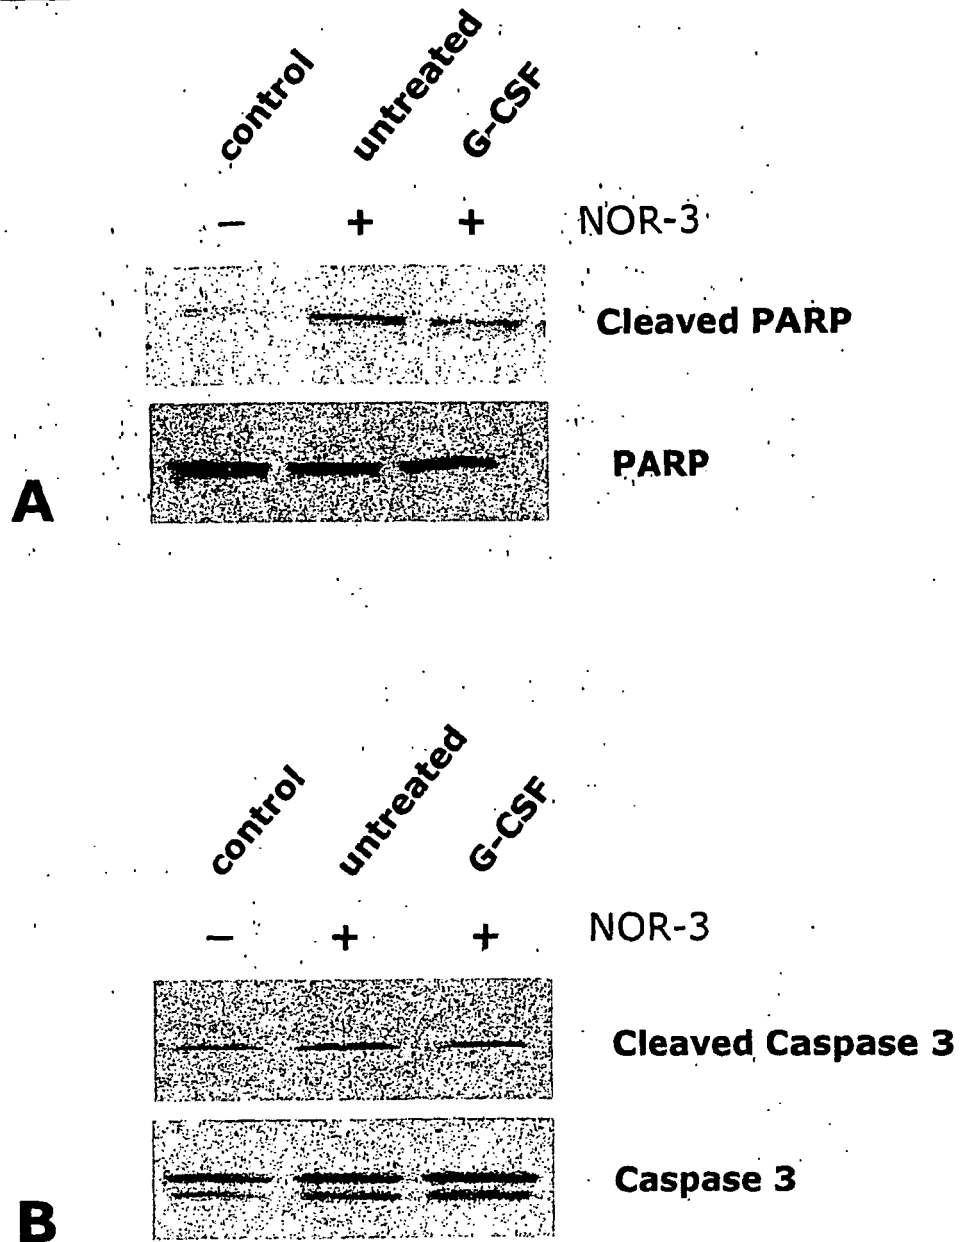 control untreated G-CSF
− + + NOR-3
Cleaved PARP
PARP
A
control untreated G-CSF
− + + NOR-3
Cleaved Caspase 3
Caspase 3
B